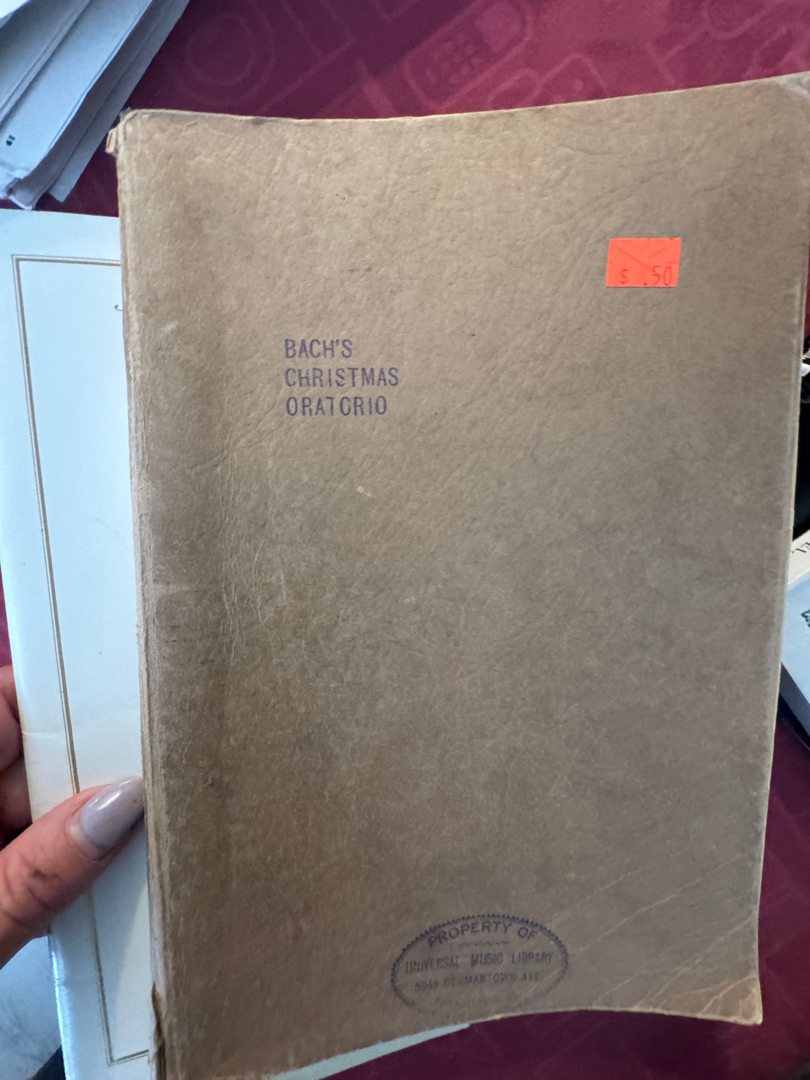 $ .50
BACH'S
CHRISTMAS
ORATORIO
PROPERTY OF
UNIVERSAL MUSIC LIBRARY
GERMANTOWN AVE